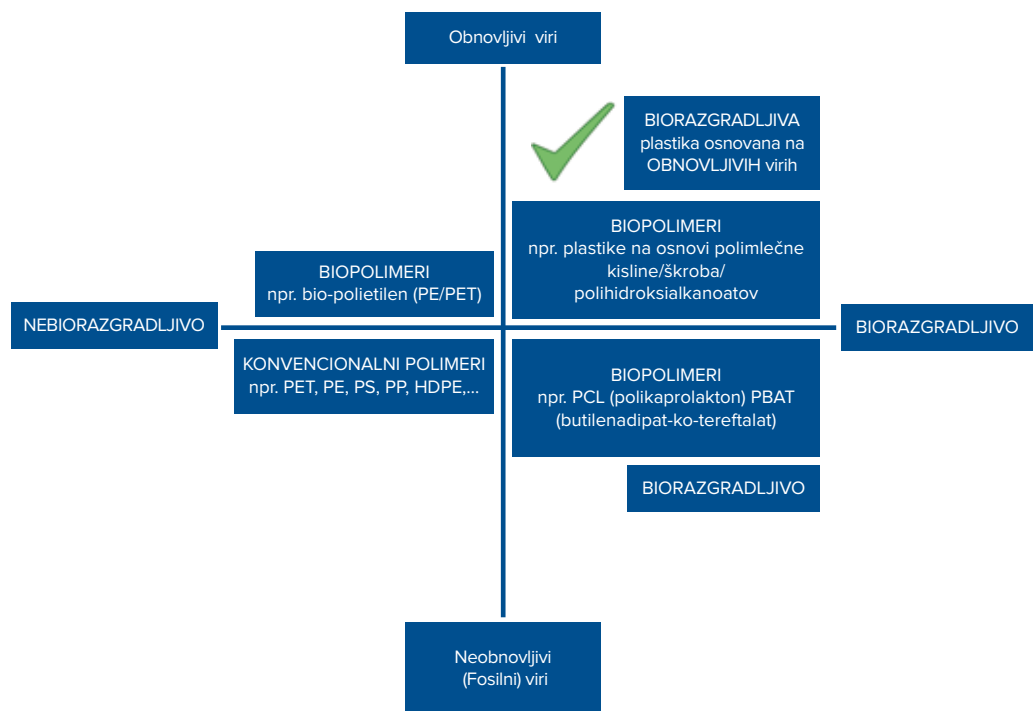 Obnovljivi viri
BIORAZGRADLJIVA
plastika osnovana na
OBNOVLJIVIH virih
BIOPOLIMERI
npr. plastike na osnovi polimlečne
kisline/škroba/
polihidroksialkanoatov
BIOPOLIMERI
npr. bio-polietilen (PE/PET)
NEBIORAZGRADLJIVO
BIORAZGRADLJIVO
KONVENCIONALNI POLIMERI
npr. PET, PE, PS, PP, HDPE,...
BIOPOLIMERI
npr. PCL (polikaprolakton) PBAT
(butilenadipat-ko-tereftalat)
BIORAZGRADLJIVO
Neobnovljivi
(Fosilni) viri